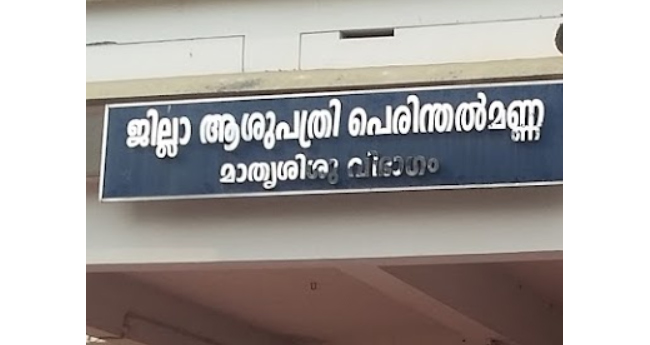 ജില്ലാ ആശുപത്രി പെരിന്തൽമണ്ണ
മാതൃശിശു വിഭാഗം